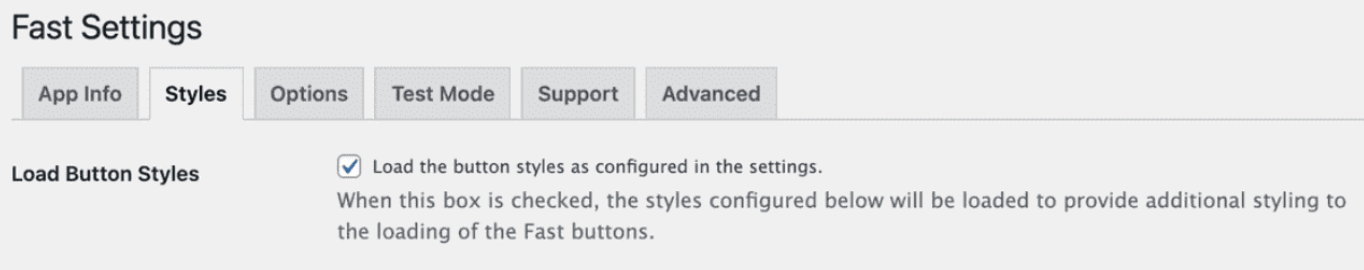 Fast Settings
App Info Styles Options Test Mode Support Advanced
Load Button Styles Load the button styles as configured in the settings.
When this box is checked, the styles configured below will be loaded to provide additional styling to
the loading of the Fast buttons.